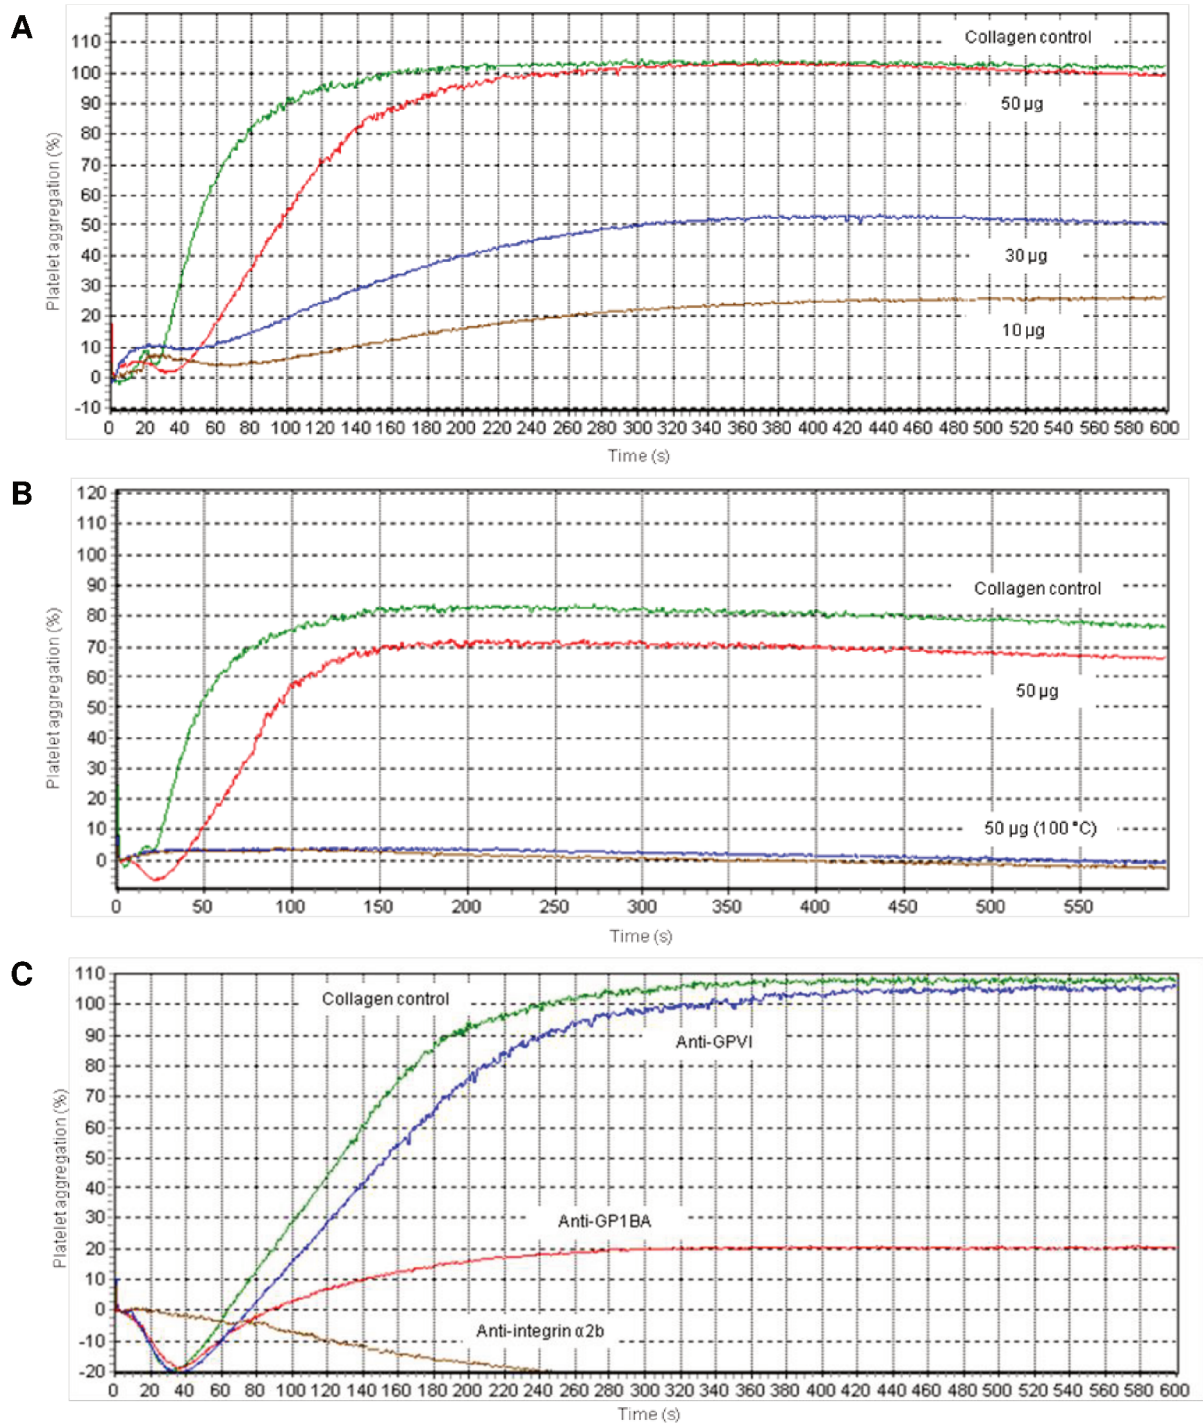 A
110
100
90
80
70
60
50
40
30
20
10
0
-10
Platelet aggregation (%)
Collagen control
50 µg
30 µg
10 µg
0 20 40 60 80 100 120 140 160 180 200 220 240 260 280 300 320 340 360 380 400 420 440 460 480 500 520 540 560 580 600
Time (s)
B
120
110
100
90
80
70
60
50
40
30
20
10
0
Platelet aggregation (%)
Collagen control
50 µg
50 µg (100 °C)
0 50 100 150 200 250 300 350 400 450 500 550
Time (s)
C
110
100
90
80
70
60
50
40
30
20
10
0
-10
-20
Platelet aggregation (%)
Collagen control
Anti-GPVI
Anti-GP1BA
Anti-integrin α2b
0 20 40 60 80 100 120 140 160 180 200 220 240 260 280 300 320 340 360 380 400 420 440 460 480 500 520 540 560 580 600
Time (s)